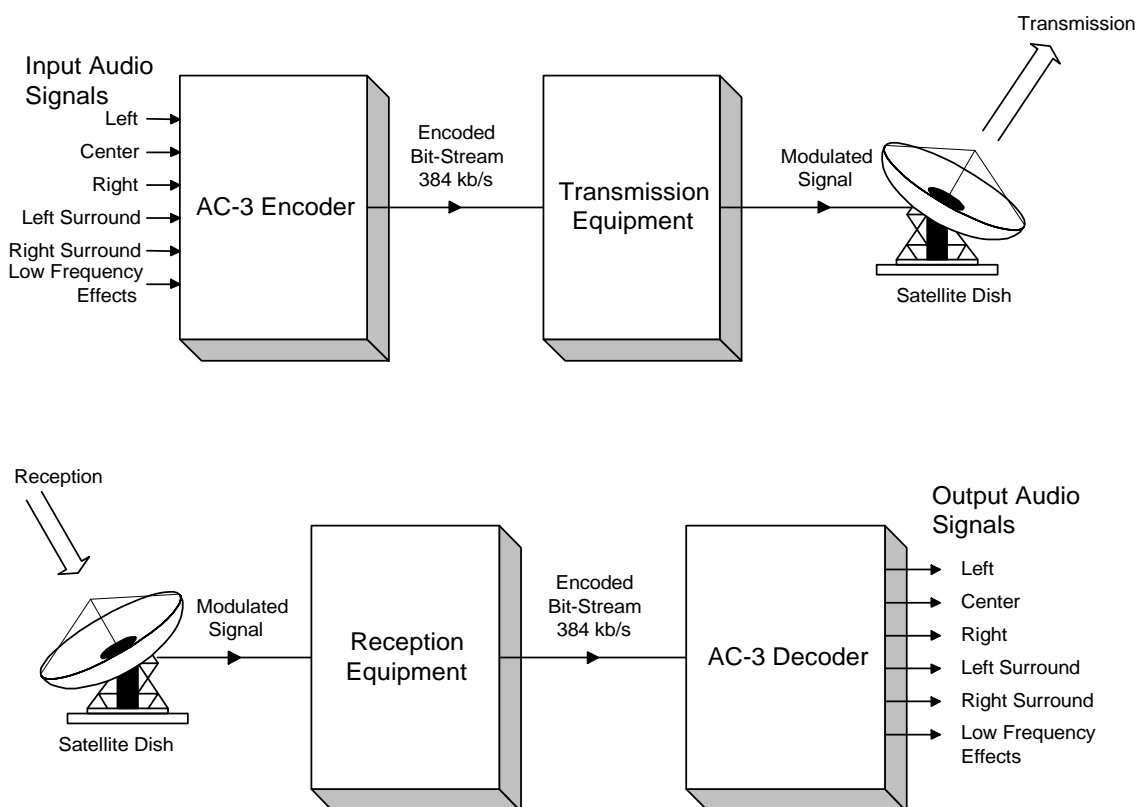 Transmission
Input Audio
Signals
Left
Center
Right
Left Surround
Right Surround
Low Frequency
Effects
AC-3 Encoder
Encoded
Bit-Stream
384 kb/s
Transmission
Equipment
Modulated
Signal
Satellite Dish
Reception
Satellite Dish
Modulated
Signal
Reception
Equipment
Encoded
Bit-Stream
384 kb/s
AC-3 Decoder
Output Audio
Signals
Left
Center
Right
Left Surround
Right Surround
Low Frequency
Effects